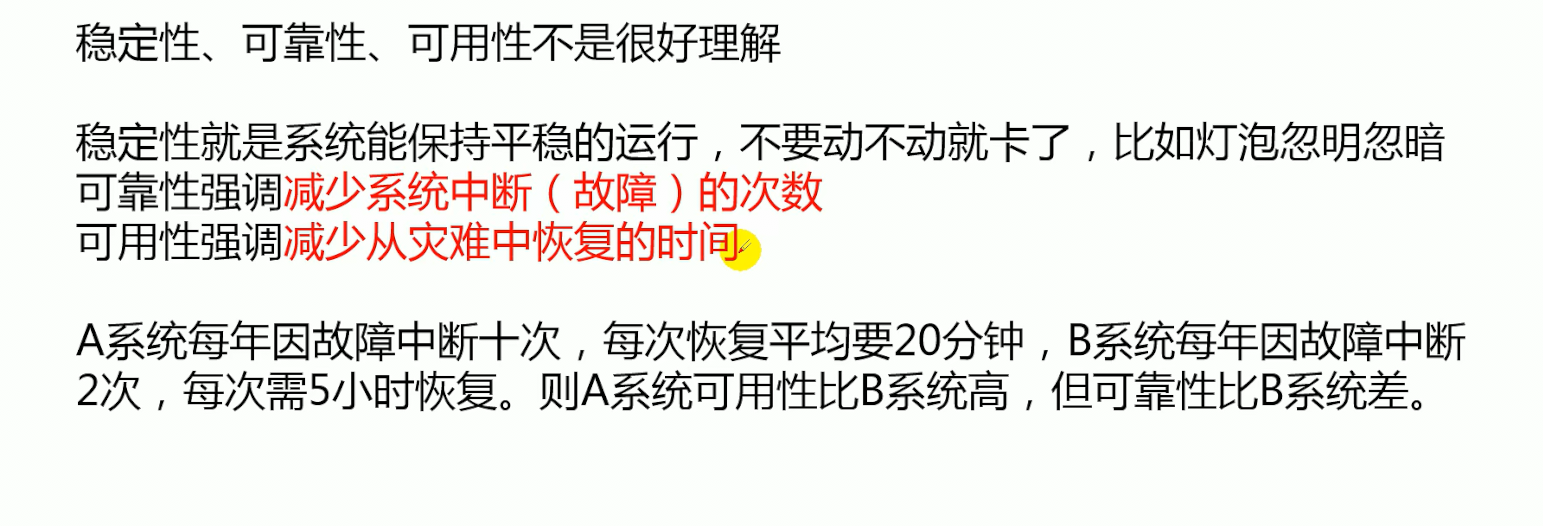 稳定性、可靠性、可用性不是很好理解
稳定性就是系统能保持平稳的运行，不要动不动就卡了，比如灯泡忽明忽暗
可靠性强调减少系统中断（故障）的次数
可用性强调减少从灾难中恢复的时间
A系统每年因故障中断十次，每次恢复平均要20分钟，B系统每年因故障中断
2次，每次需5小时恢复。则A系统可用性比B系统高，但可靠性比B系统差。